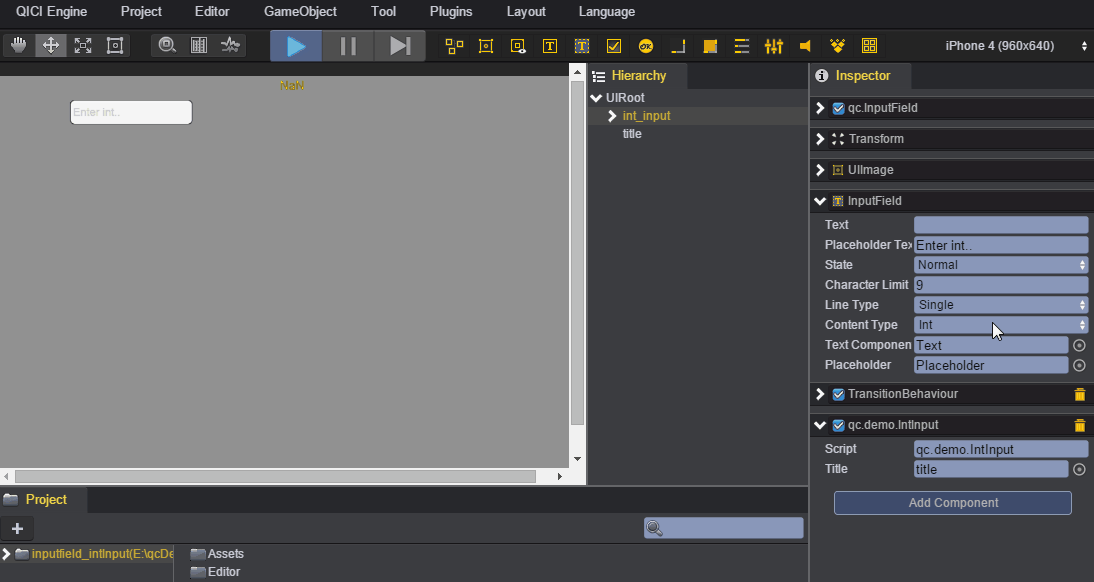 QICI Engine Project Editor GameObject Tool Plugins Layout Language
OK iPhone 4 (960x640)
NaN
Enter int..
Hierarchy
UIRoot
int_input
title
Inspector
qc.InputField
Transform
UIImage
InputField
Text
Placeholder Tex Enter int..
State Normal
Character Limit 9
Line Type Single
Content Type Int
Text Componen Text
Placeholder Placeholder
TransitionBehaviour
qc.demo.IntInput
Script qc.demo.IntInput
Title title
Add Component
Project
inputfield_intInput(E:\qcDe
Assets
Editor